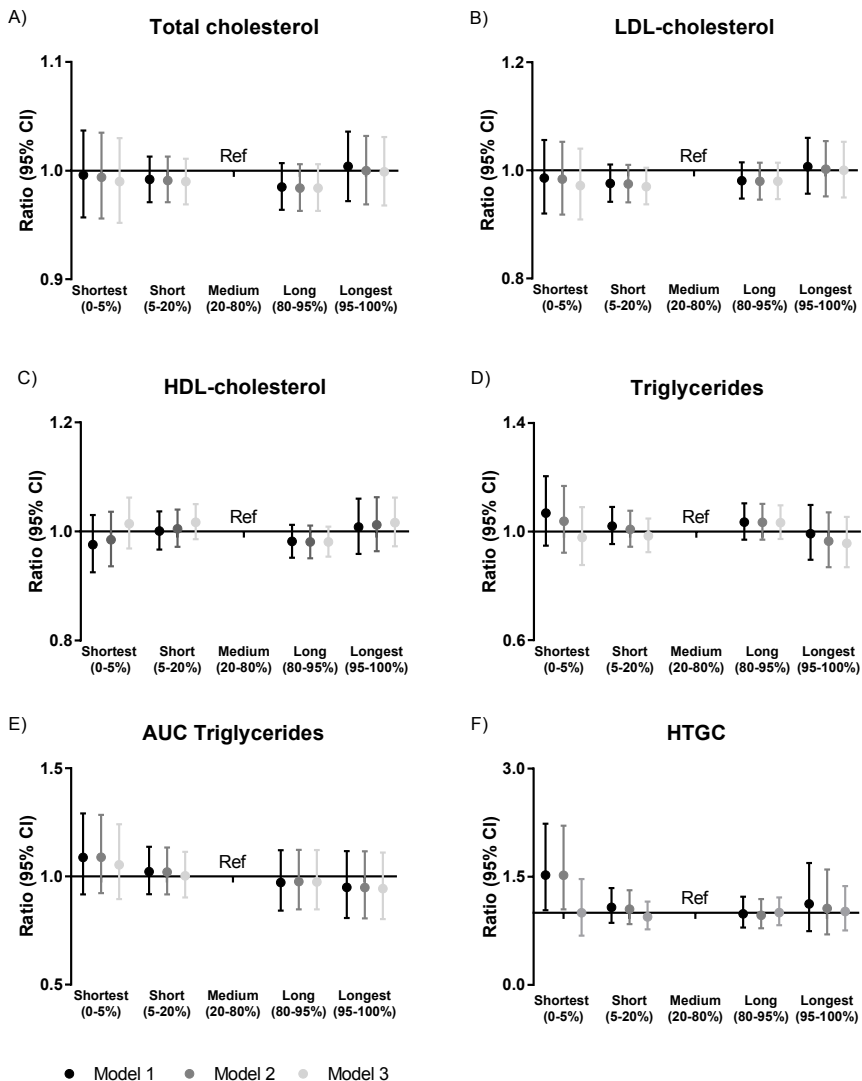 A)
Total cholesterol
Ratio (95% CI)
1.1
1.0
0.9
Ref
Shortest Short Medium Long Longest
(0-5%) (5-20%) (20-80%) (80-95%) (95-100%)
B)
LDL-cholesterol
Ratio (95% CI)
1.2
1.0
0.8
Ref
Shortest Short Medium Long Longest
(0-5%) (5-20%) (20-80%) (80-95%) (95-100%)
C)
HDL-cholesterol
Ratio (95% CI)
1.2
1.0
0.8
Ref
Shortest Short Medium Long Longest
(0-5%) (5-20%) (20-80%) (80-95%) (95-100%)
D)
Triglycerides
Ratio (95% CI)
1.4
1.0
0.6
Ref
Shortest Short Medium Long Longest
(0-5%) (5-20%) (20-80%) (80-95%) (95-100%)
E)
AUC Triglycerides
Ratio (95% CI)
1.5
1.0
0.5
Ref
Shortest Short Medium Long Longest
(0-5%) (5-20%) (20-80%) (80-95%) (95-100%)
F)
HTGC
Ratio (95% CI)
3.0
1.5
0.0
Ref
Shortest Short Medium Long Longest
(0-5%) (5-20%) (20-80%) (80-95%) (95-100%)
Model 1 Model 2 Model 3